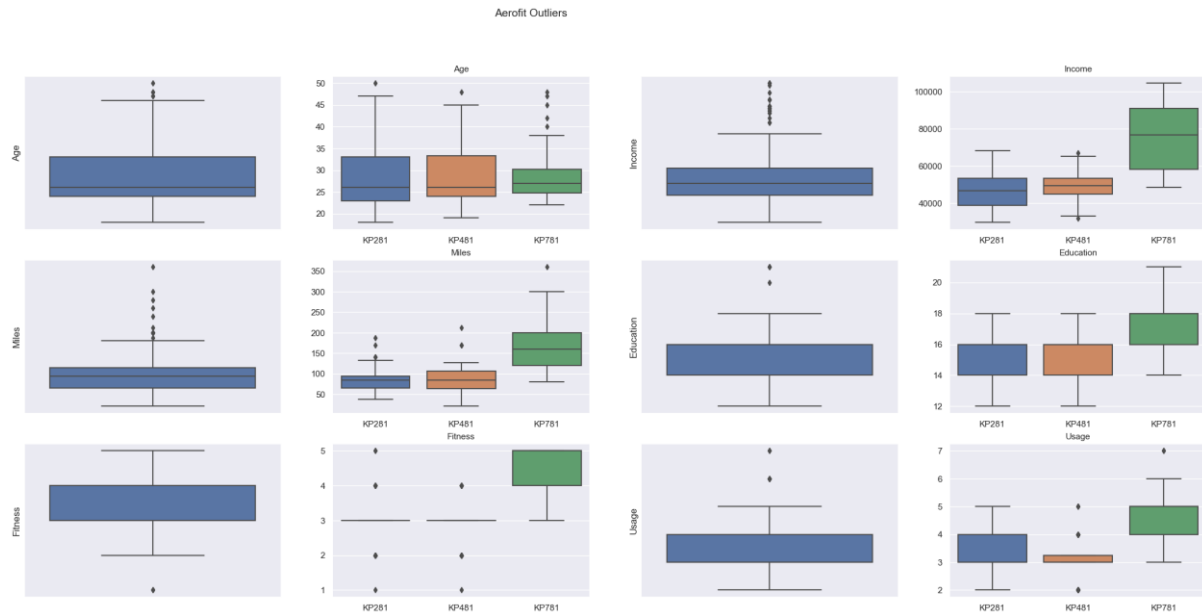 Aerofit Outliers
Age
Age
50
45
40
35
30
25
20
KP281 KP481 KP781
Income
Income
100000
80000
60000
40000
KP281 KP481 KP781
Miles
Miles
350
300
250
200
150
100
50
KP281 KP481 KP781
Education
Education
20
18
16
14
12
KP281 KP481 KP781
Fitness
Fitness
5
4
3
2
1
KP281 KP481 KP781
Usage
Usage
7
6
5
4
3
2
KP281 KP481 KP781